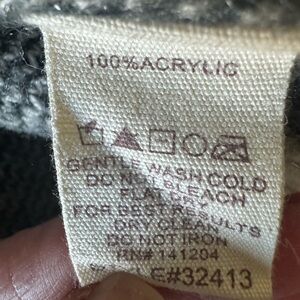 100% ACRYLIC
GENTLE WASH COLD
DO NOT BLEACH
FLAT DRY
FOR BEST RESULTS
DRY CLEAN
DO NOT IRON
RN# 141204
E#32413